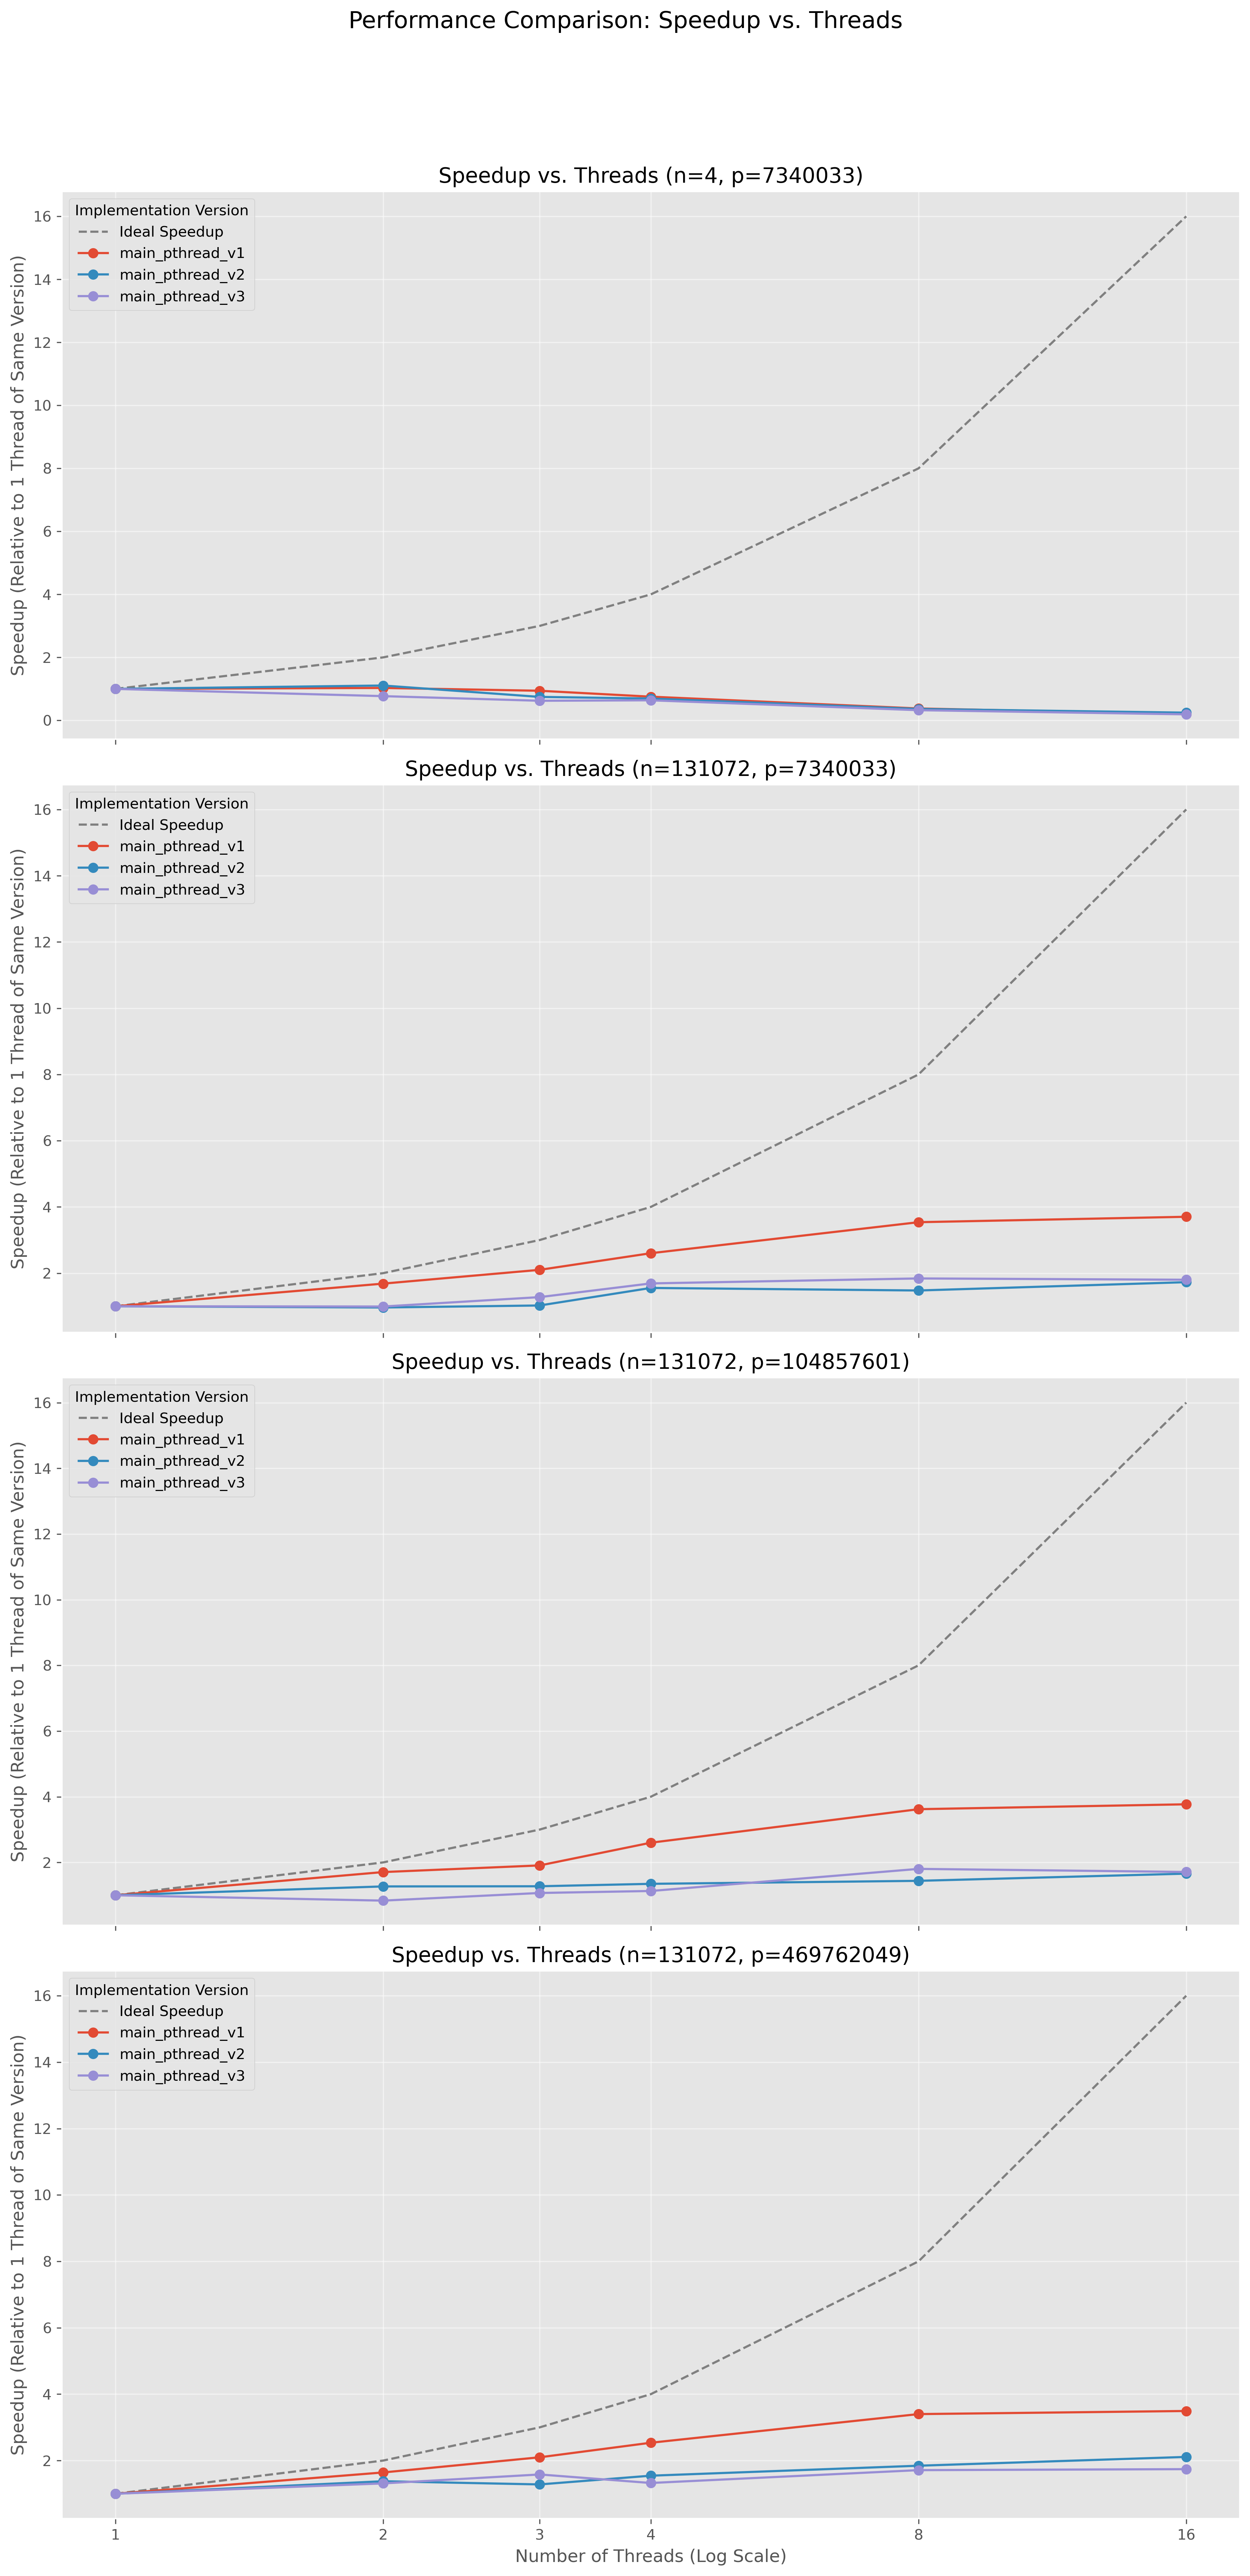 Performance Comparison: Speedup vs. Threads
Speedup vs. Threads (n=4, p=7340033)
Implementation Version
Ideal Speedup
main_pthread_v1
main_pthread_v2
main_pthread_v3
16
14
12
10
8
6
4
2
0
Speedup (Relative to 1 Thread of Same Version)
Speedup vs. Threads (n=131072, p=7340033)
Implementation Version
Ideal Speedup
main_pthread_v1
main_pthread_v2
main_pthread_v3
16
14
12
10
8
6
4
2
Speedup (Relative to 1 Thread of Same Version)
Speedup vs. Threads (n=131072, p=104857601)
Implementation Version
Ideal Speedup
main_pthread_v1
main_pthread_v2
main_pthread_v3
16
14
12
10
8
6
4
2
Speedup (Relative to 1 Thread of Same Version)
Speedup vs. Threads (n=131072, p=469762049)
Implementation Version
Ideal Speedup
main_pthread_v1
main_pthread_v2
main_pthread_v3
16
14
12
10
8
6
4
2
Speedup (Relative to 1 Thread of Same Version)
1 2 3 4 8 16
Number of Threads (Log Scale)